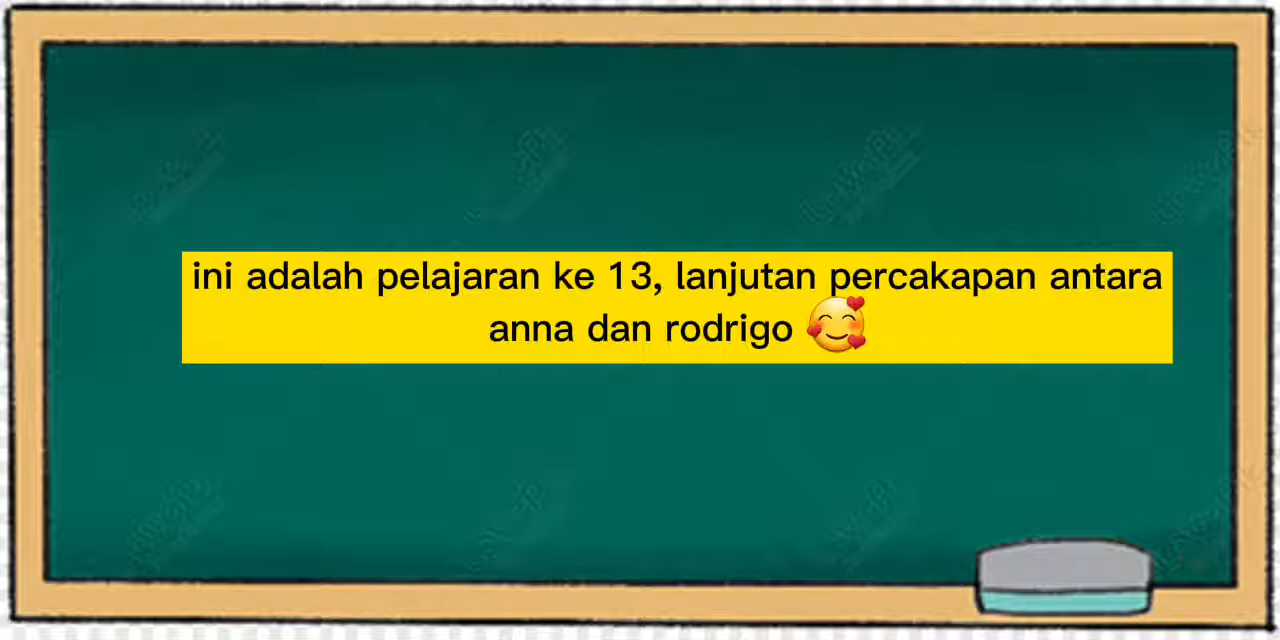 ini adalah pelajaran ke 13, lanjutan percakapan antara
anna dan rodrigo 🥰